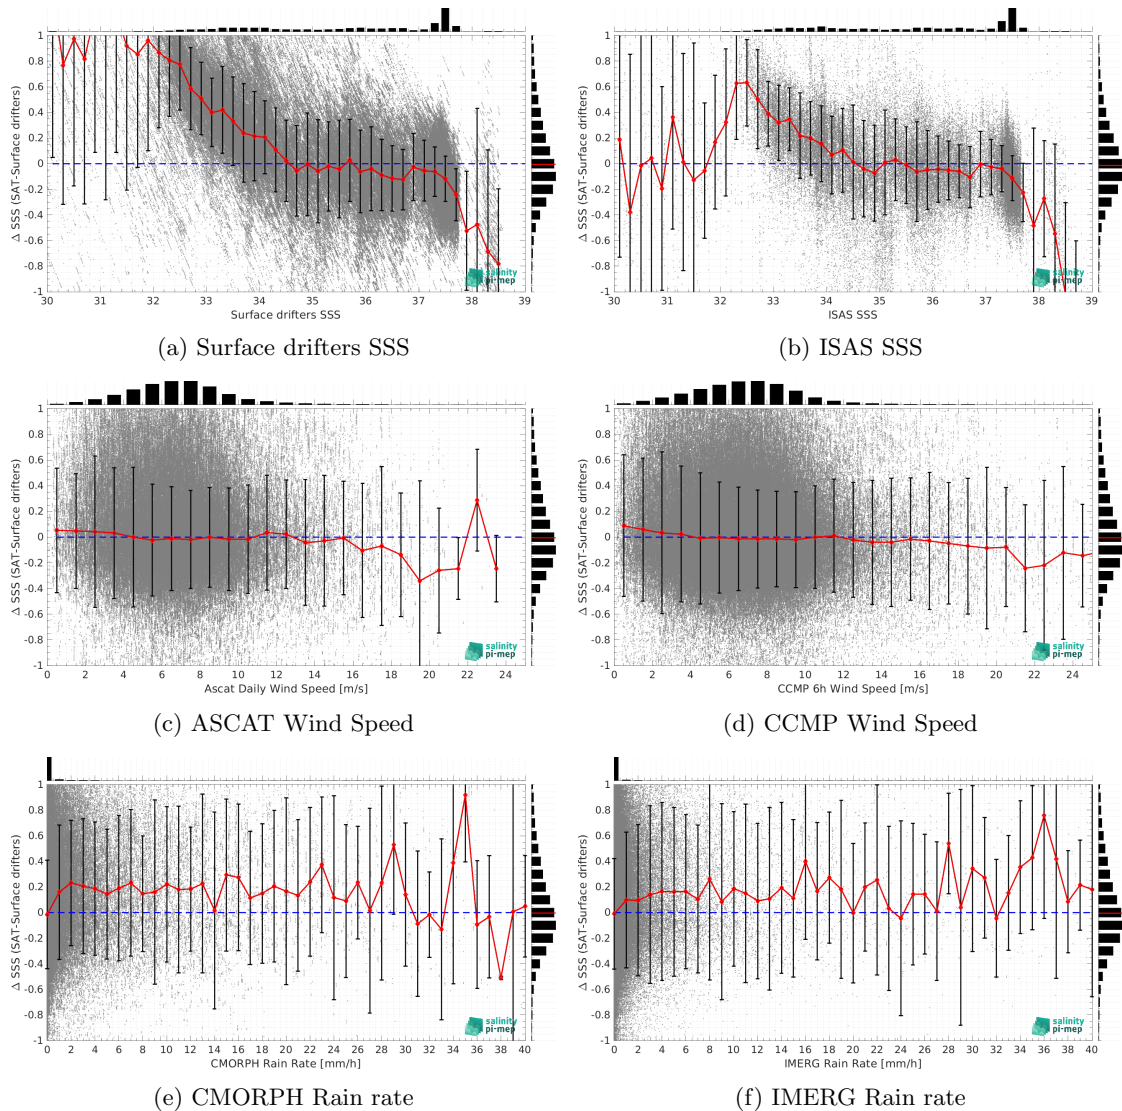 1
0.8
0.6
0.4
0.2
0
-0.2
-0.4
-0.6
-0.8
-1
Δ SSS (SAT-Surface drifters)
salinity
pi-mep
30 31 32 33 34 35 36 37 38 39
Surface drifters SSS
(a) Surface drifters SSS
1
0.8
0.6
0.4
0.2
0
-0.2
-0.4
-0.6
-0.8
-1
Δ SSS (SAT-Surface drifters)
salinity
pi-mep
30 31 32 33 34 35 36 37 38 39
ISAS SSS
(b) ISAS SSS
1
0.8
0.6
0.4
0.2
0
-0.2
-0.4
-0.6
-0.8
-1
Δ SSS (SAT-Surface drifters)
salinity
pi-mep
0 2 4 6 8 10 12 14 16 18 20 22 24
Ascat Daily Wind Speed [m/s]
(c) ASCAT Wind Speed
1
0.8
0.6
0.4
0.2
0
-0.2
-0.4
-0.6
-0.8
-1
Δ SSS (SAT-Surface drifters)
salinity
pi-mep
0 2 4 6 8 10 12 14 16 18 20 22 24
CCMP 6h Wind Speed [m/s]
(d) CCMP Wind Speed
1
0.8
0.6
0.4
0.2
0
-0.2
-0.4
-0.6
-0.8
-1
Δ SSS (SAT-Surface drifters)
salinity
pi-mep
0 2 4 6 8 10 12 14 16 18 20 22 24 26 28 30 32 34 36 38 40
CMORPH Rain Rate [mm/h]
(e) CMORPH Rain rate
1
0.8
0.6
0.4
0.2
0
-0.2
-0.4
-0.6
-0.8
-1
Δ SSS (SAT-Surface drifters)
salinity
pi-mep
0 2 4 6 8 10 12 14 16 18 20 22 24 26 28 30 32 34 36 38 40
IMERG Rain Rate [mm/h]
(f) IMERG Rain rate